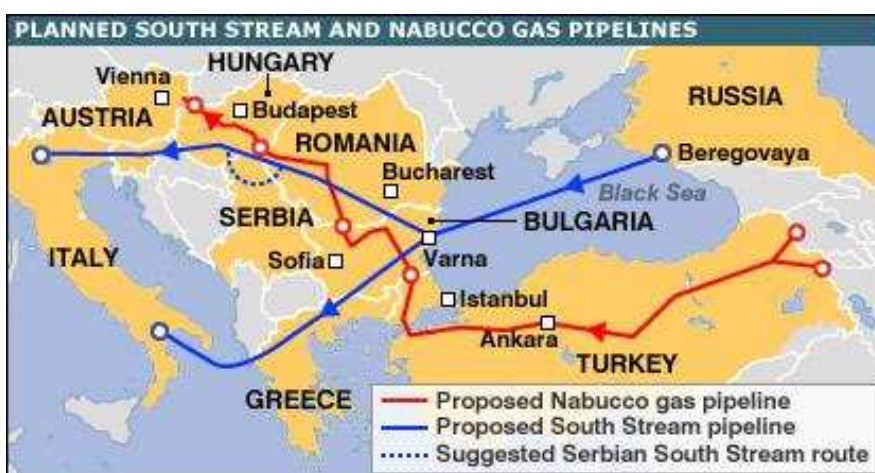 PLANNED SOUTH STREAM AND NABUCCO GAS PIPELINES
HUNGARY
Vienna
RUSSIA
Budapest
AUSTRIA
ROMANIA
Beregovaya
Bucharest
Black Sea
SERBIA
BULGARIA
ITALY
Sofia
Varna
Istanbul
Ankara
TURKEY
GREECE
Proposed Nabucco gas pipeline
Proposed South Stream pipeline
Suggested Serbian South Stream route